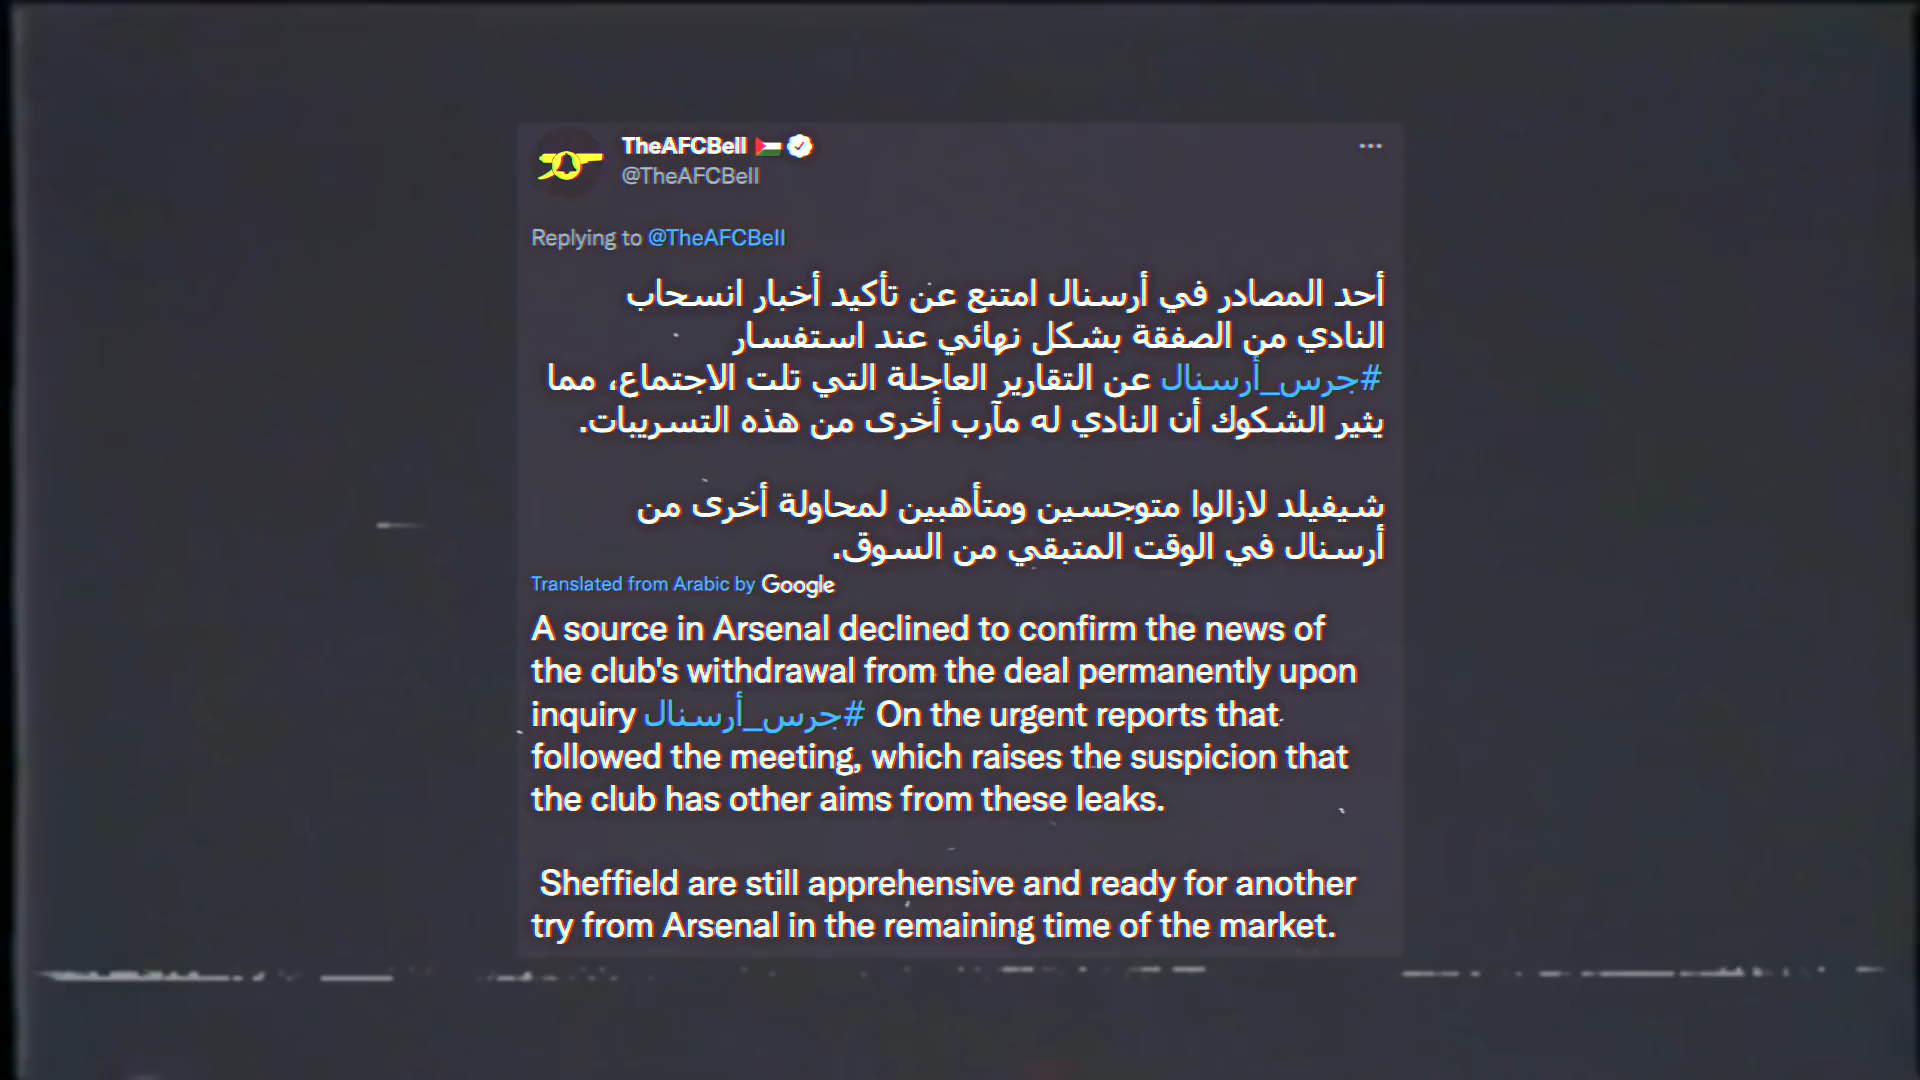 TheAFCBell
@TheAFCBell
Replying to @TheAFCBell
أحد المصادر في أرسنال امتنع عن تأكيد أخبار انسحاب
النادي من الصفقة بشكل نهائي عند استفسار
#جرس_أرسنال عن التقارير العاجلة التي تلت الاجتماع، مما
يثير الشكوك أن النادي له مآرب أخرى من هذه التسريبات.
شيفيلد لازالوا متوجسين ومتأهبين لمحاولة أخرى من
أرسنال في الوقت المتبقي من السوق.
Translated from Arabic by Google
A source in Arsenal declined to confirm the news of
the club's withdrawal from the deal permanently upon
inquiry #جرس_أرسنال On the urgent reports that
followed the meeting, which raises the suspicion that
the club has other aims from these leaks.
Sheffield are still apprehensive and ready for another
try from Arsenal in the remaining time of the market.